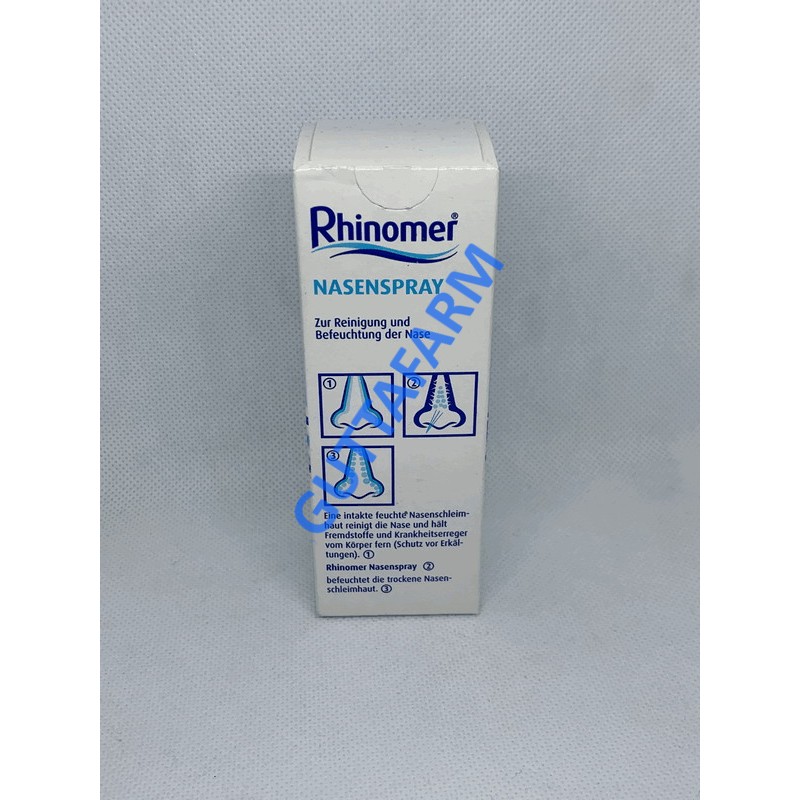 Rhinomer®
NASENSPRAY
Zur Reinigung und
Befeuchtung der Nase
① ②
③
Eine intakte feuchte Nasenschleim-
haut reinigt die Nase und hält
Fremdstoffe und Krankheitserreger
vom Körper fern (Schutz vor Erkäl-
tungen). ①
Rhinomer Nasenspray ②
befeuchtet die trockene Nasen-
schleimhaut. ③
GUTTAFARM